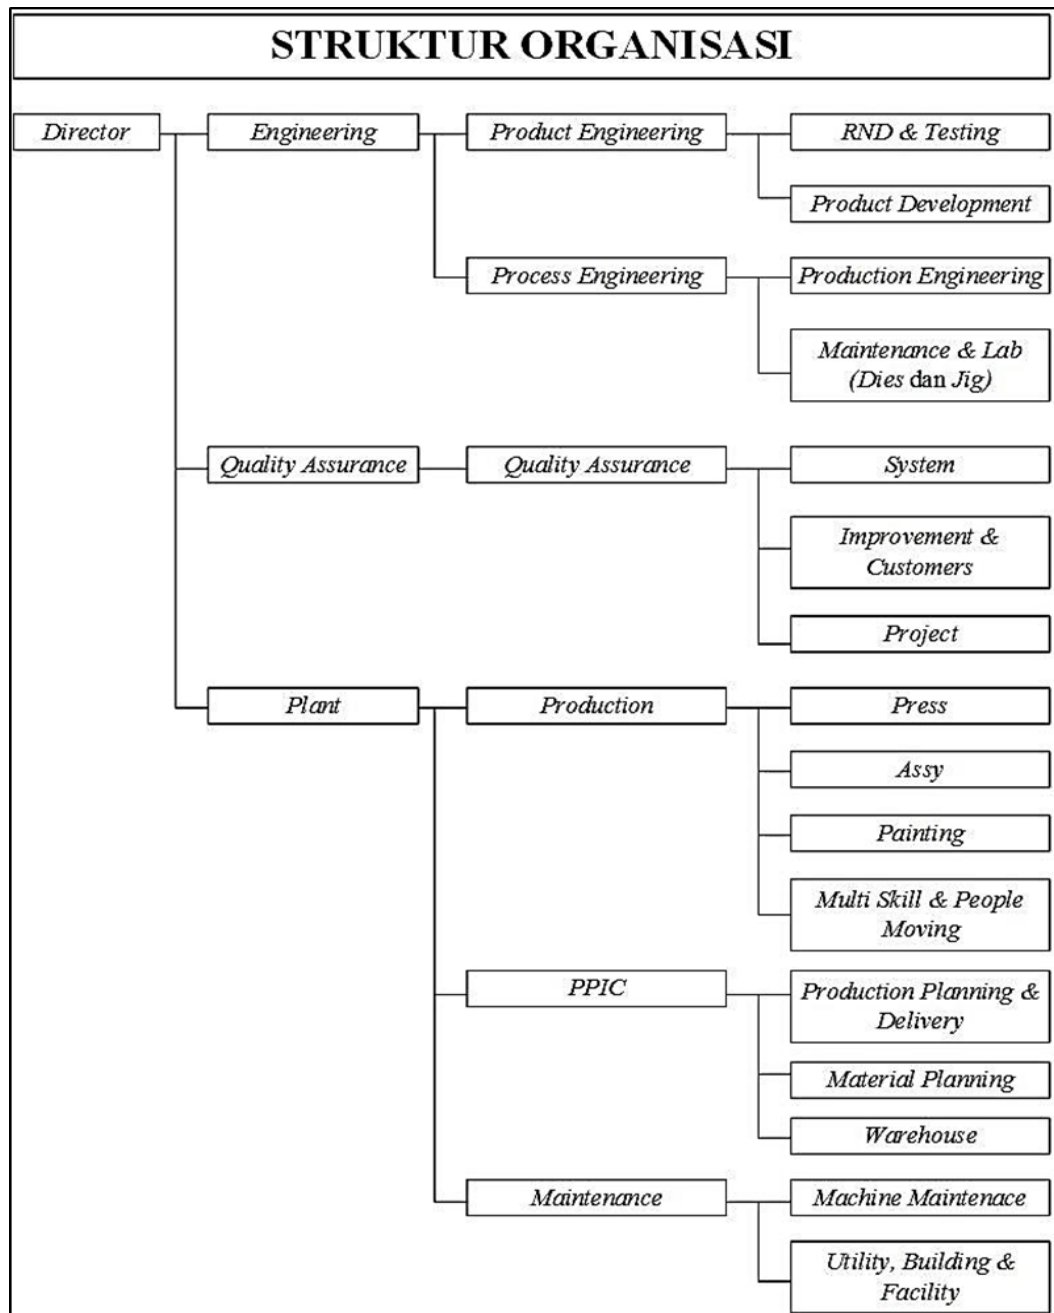 STRUKTUR ORGANISASI
Director
Engineering
Product Engineering
RND & Testing
Product Development
Process Engineering
Production Engineering
Maintenance & Lab
(Dies dan Jig)
Quality Assurance
Quality Assurance
System
Improvement &
Customers
Project
Plant
Production
Press
Assy
Painting
Multi Skill & People
Moving
PPIC
Production Planning &
Delivery
Material Planning
Warehouse
Maintenance
Machine Maintenace
Utility, Building &
Facility